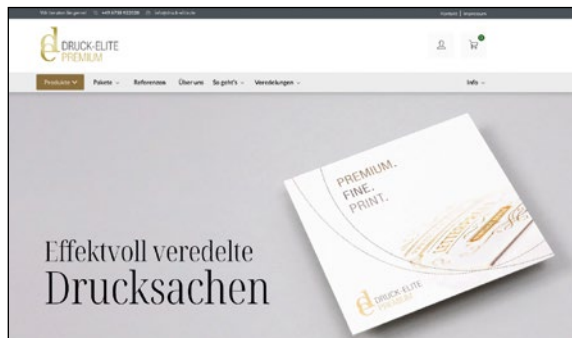 Kontakt | Impressum
DRUCK-ELITE
PREMIUM
0
Produkte Pakete Referenzen Über uns So geht's Veredelungen Info
PREMIUM.
FINE.
PRINT.
Effektvoll veredelte
Drucksachen
DRUCK-ELITE
PREMIUM